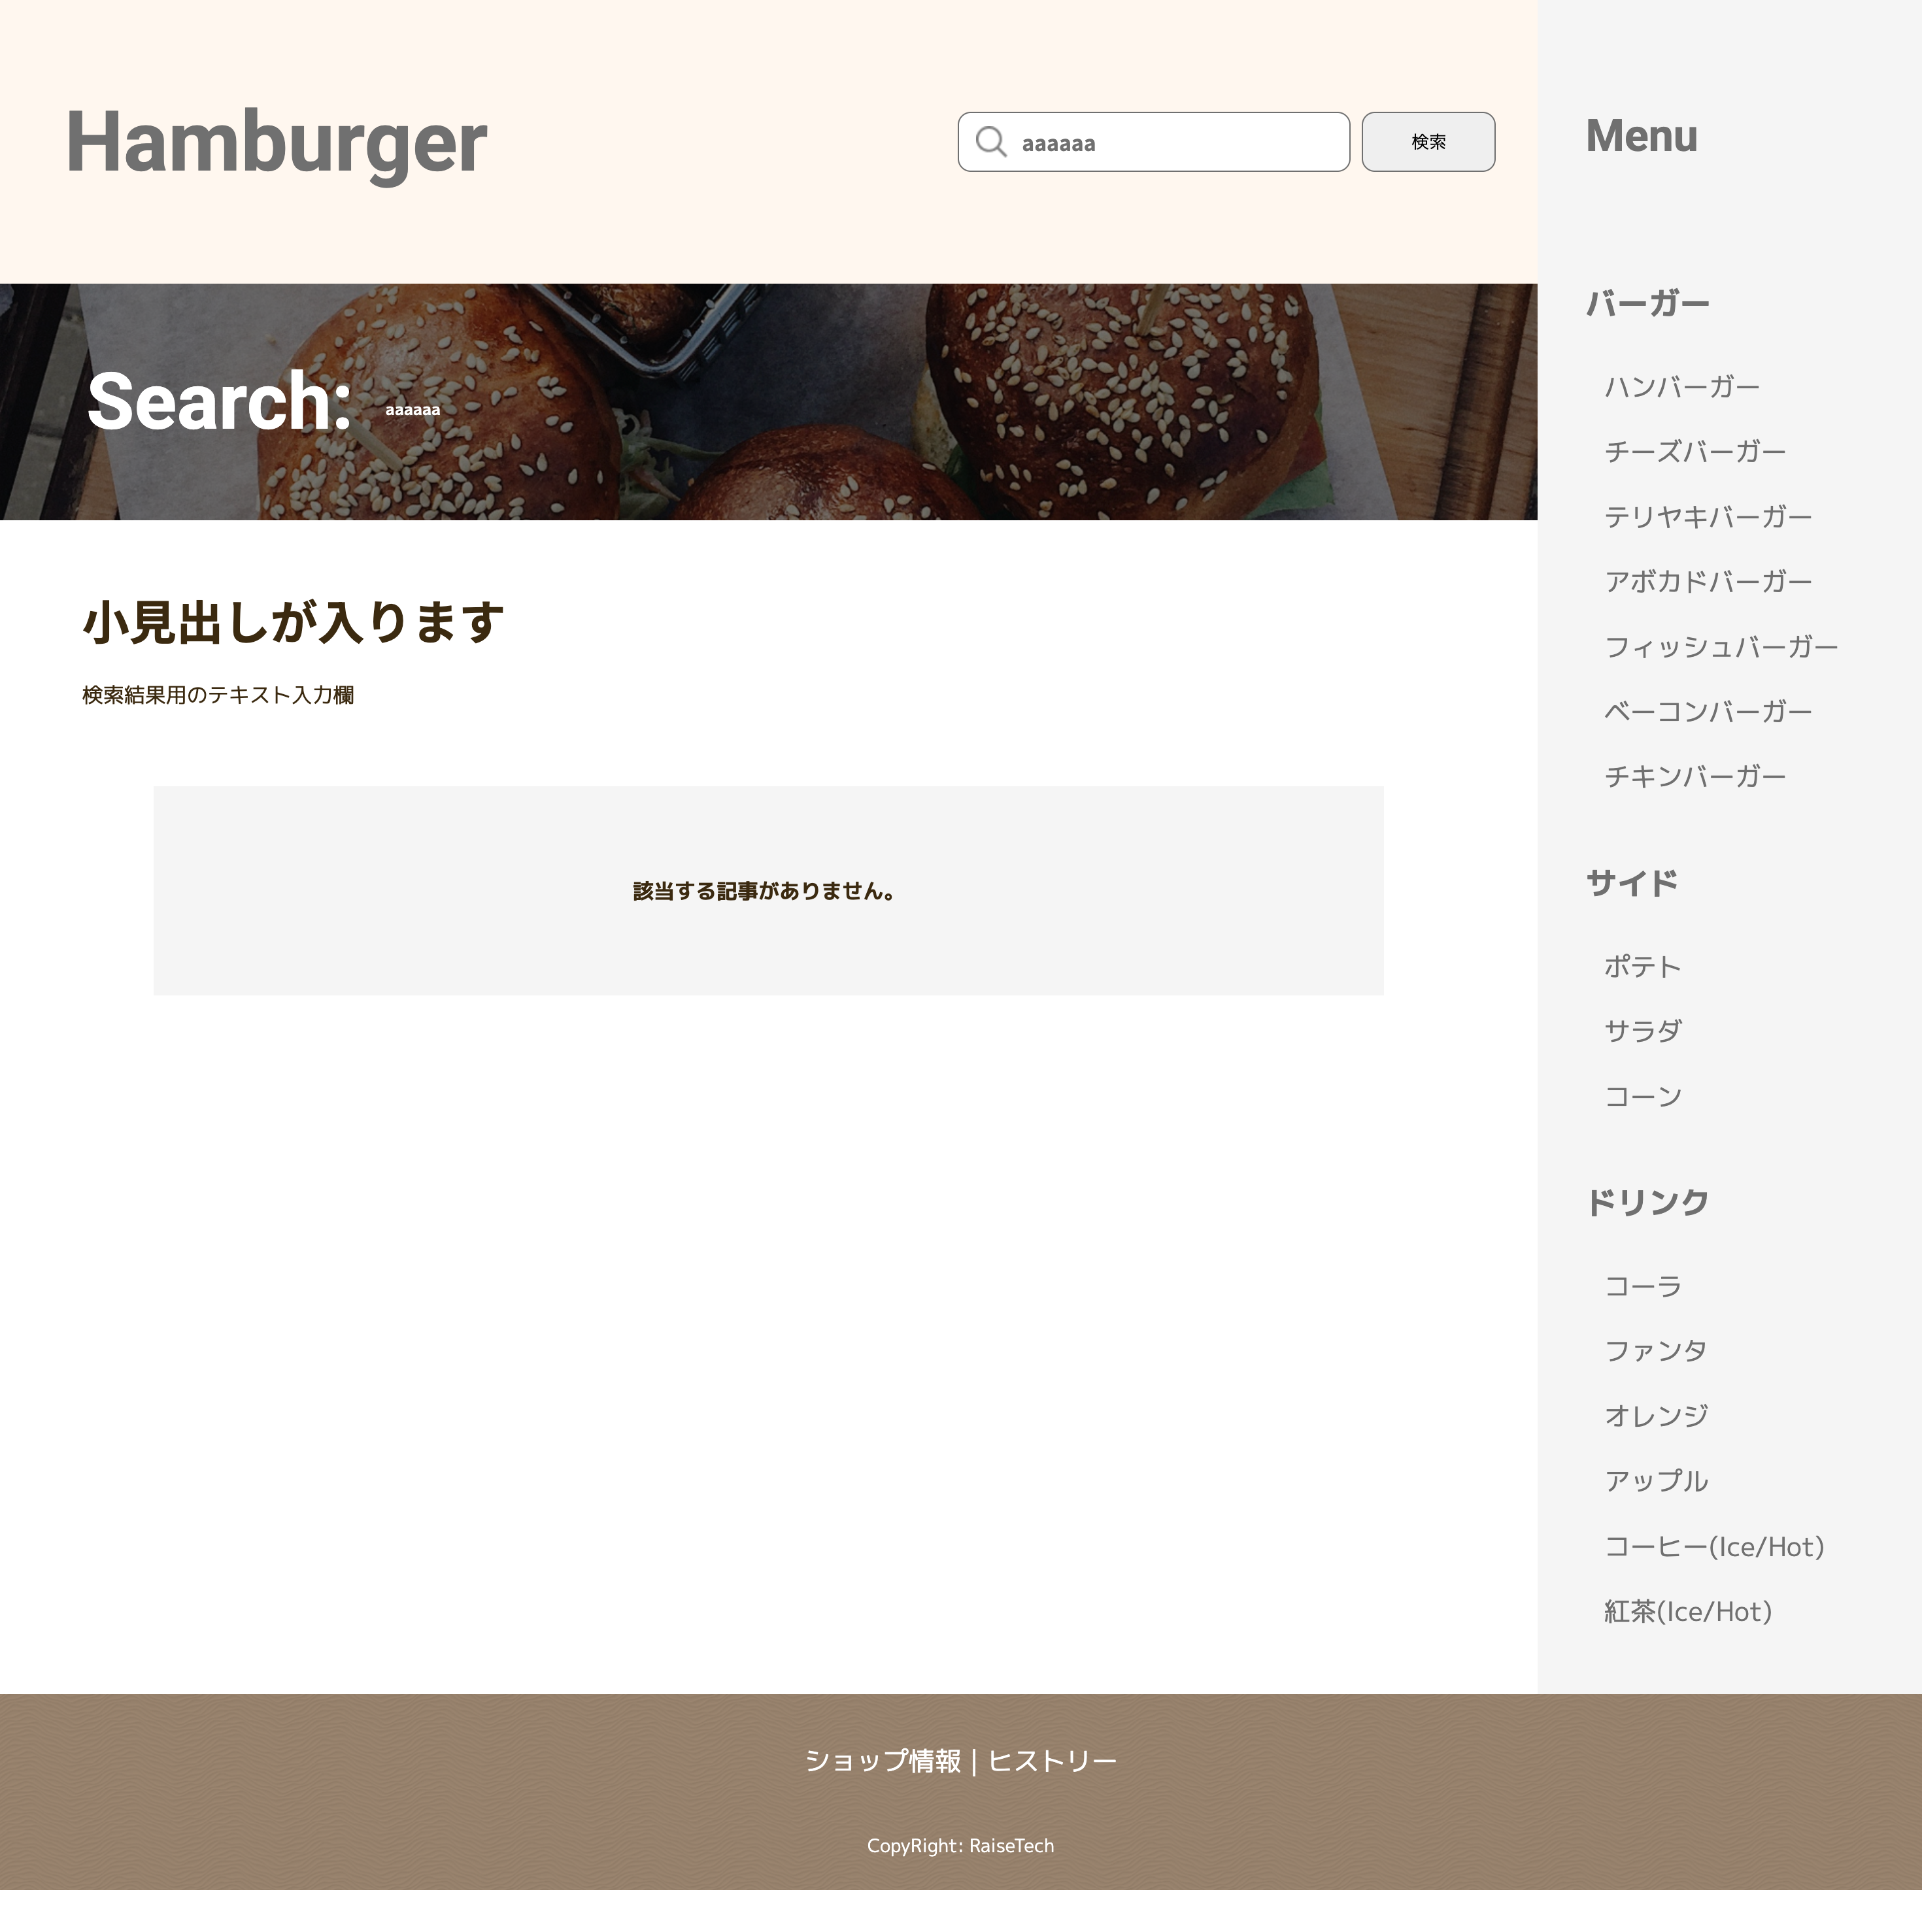 Hamburger
aaaaaa
検索
Search: aaaaaa
小見出しが入ります
検索結果用のテキスト入力欄
該当する記事がありません。
Menu
バーガー
ハンバーガー
チーズバーガー
テリヤキバーガー
アボカドバーガー
フィッシュバーガー
ベーコンバーガー
チキンバーガー
サイド
ポテト
サラダ
コーン
ドリンク
コーラ
ファンタ
オレンジ
アップル
コーヒー(Ice/Hot)
紅茶(Ice/Hot)
ショップ情報 | ヒストリー
CopyRight: RaiseTech